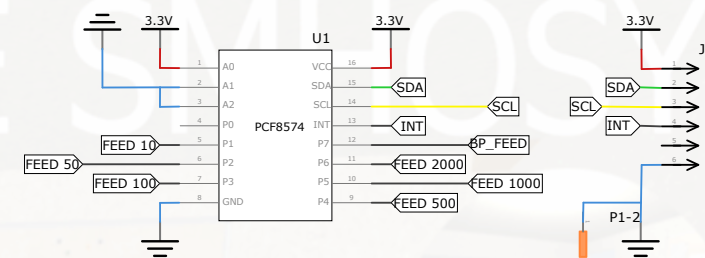 E SMHOSY
3.3V
3.3V
3.3V
U1
J
1 A0 VCC 16
2 A1 SDA 15 SDA
3 A2 SCL 14 SCL
4 P0 INT 13 INT
PCF8574
FEED 10 5 P1 P7 12 BP_FEED
FEED 50 6 P2 P6 11 FEED 2000
FEED 100 7 P3 P5 10 FEED 1000
8 GND P4 9 FEED 500
1
SDA 2
SCL 3
INT 4
5
6
P1-2
1